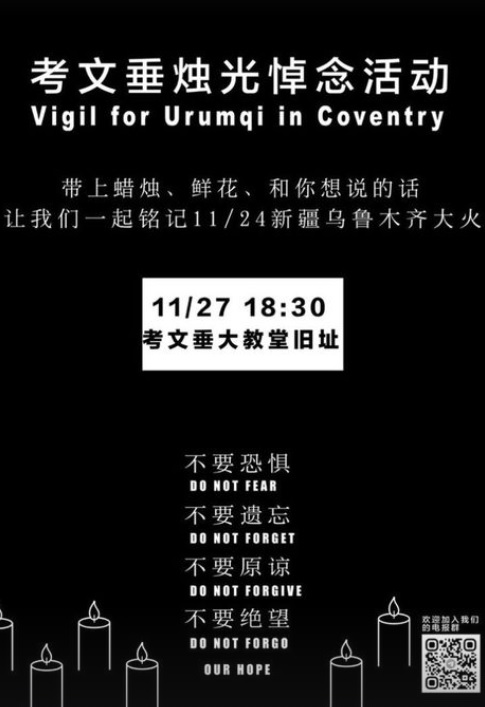 考文垂烛光悼念活动
Vigil for Urumqi in Coventry
带上蜡烛、鲜花、和你想说的话
让我们一起铭记11/24新疆乌鲁木齐大火
11/27 18:30
考文垂大教堂旧址
不要恐惧
DO NOT FEAR
不要遗忘
DO NOT FORGET
不要原谅
DO NOT FORGIVE
不要绝望
DO NOT FORGO
OUR HOPE
欢迎加入我们
的电报群